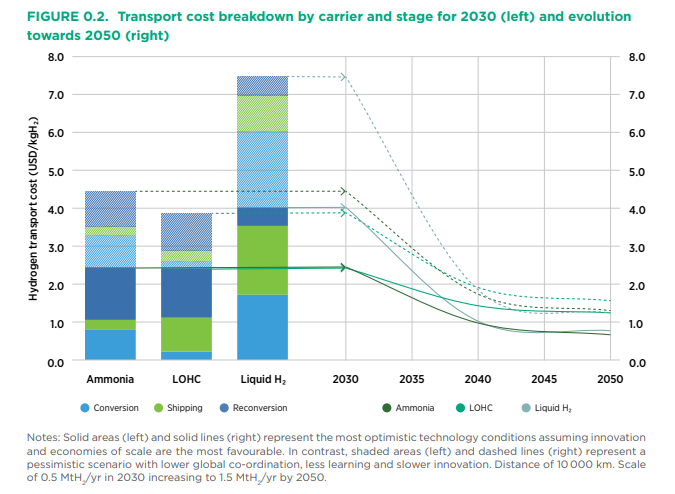 FIGURE 0.2. Transport cost breakdown by carrier and stage for 2030 (left) and evolution
towards 2050 (right)
Hydrogen transport cost (USD/kgH₂)
8.0
7.0
6.0
5.0
4.0
3.0
2.0
1.0
0.0
8.0
7.0
6.0
5.0
4.0
3.0
2.0
1.0
0.0
Ammonia LOHC Liquid H₂ 2030 2035 2040 2045 2050
Conversion Shipping Reconversion Ammonia LOHC Liquid H₂
Notes: Solid areas (left) and solid lines (right) represent the most optimistic technology conditions assuming innovation
and economies of scale are the most favourable. In contrast, shaded areas (left) and dashed lines (right) represent a
pessimistic scenario with lower global co-ordination, less learning and slower innovation. Distance of 10 000 km. Scale
of 0.5 MtH₂/yr in 2030 increasing to 1.5 MtH₂/yr by 2050.